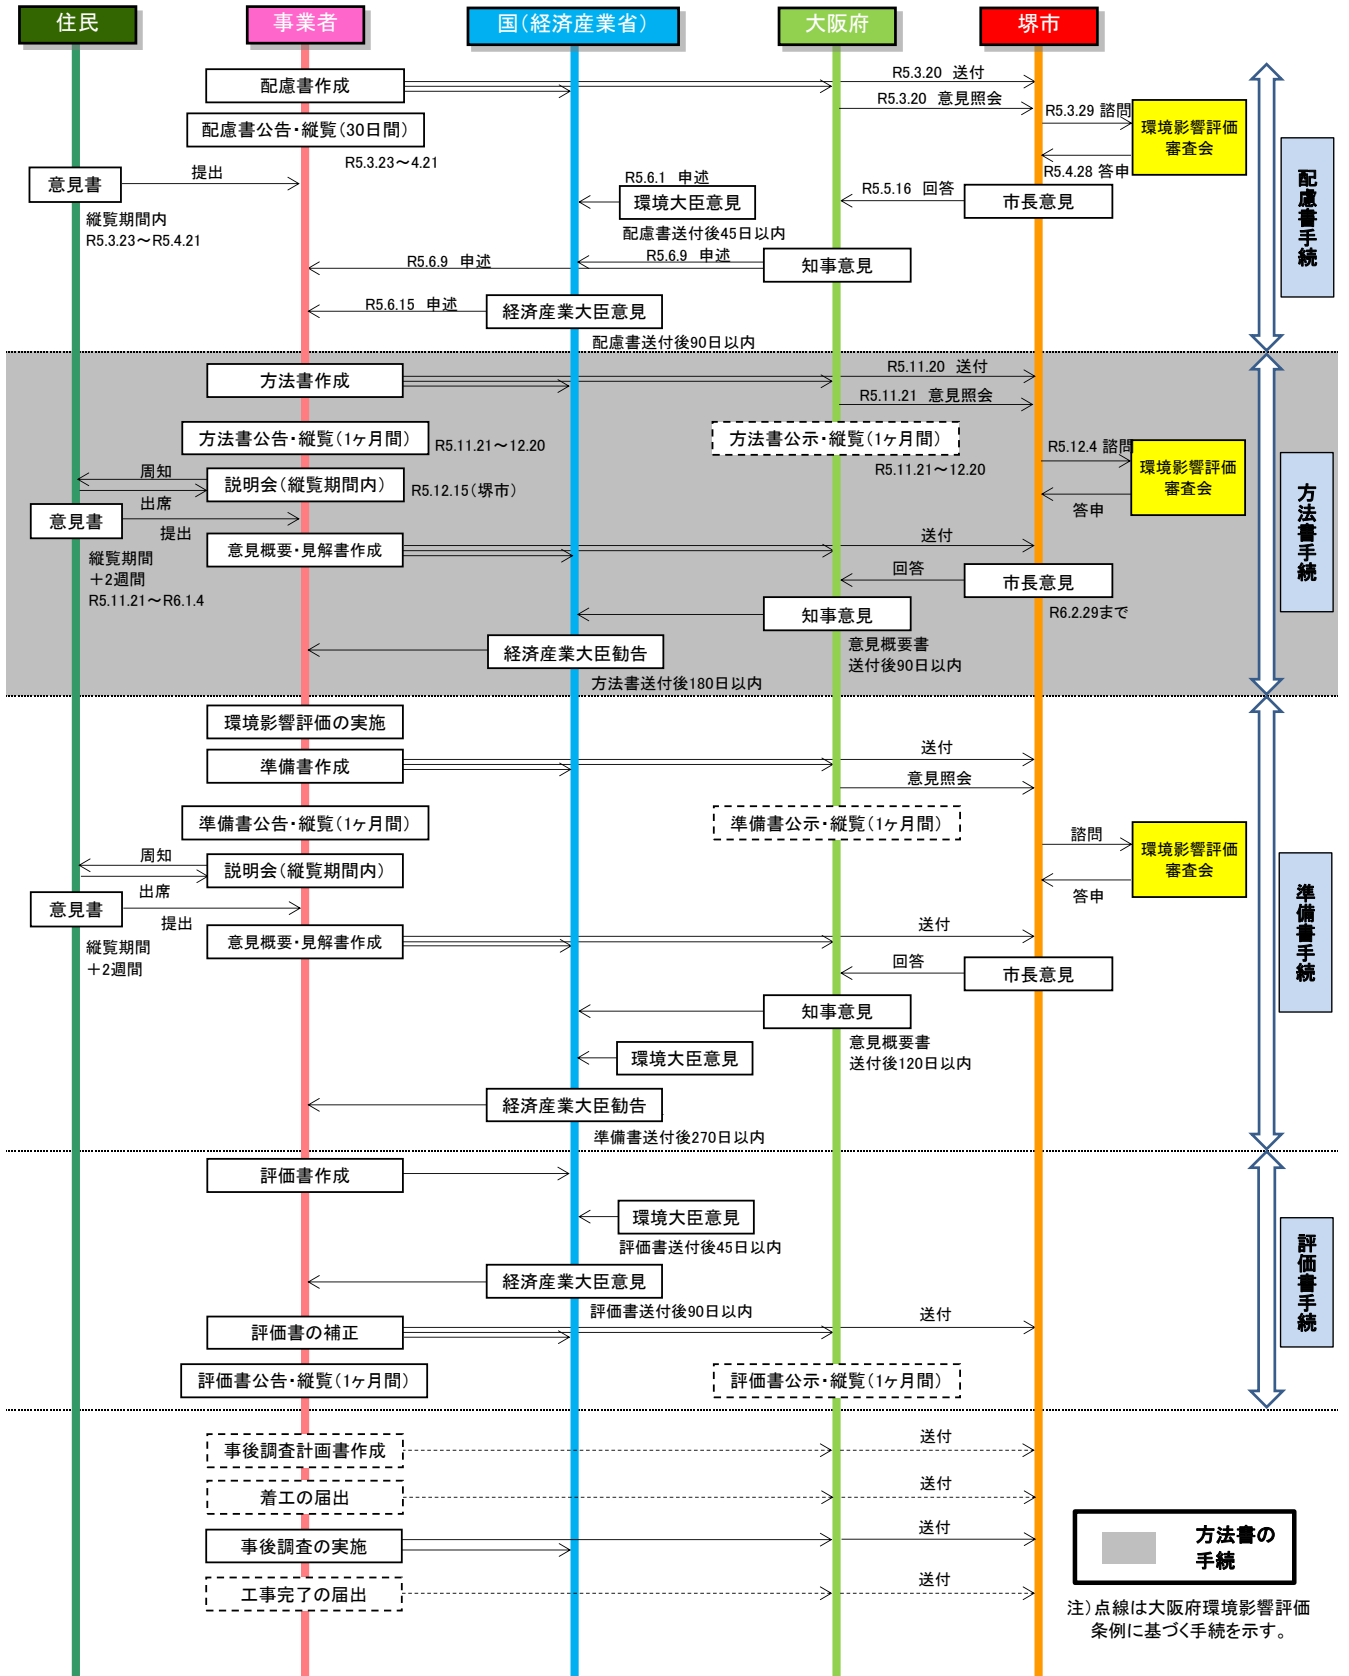 住民
事業者
国（経済産業省）
大阪府
堺市
配慮書作成
R5.3.20 送付
R5.3.20 意見照会
R5.3.29 諮問
環境影響評価
審査会
R5.4.28 答申
配慮書公告・縦覧（30日間）
R5.3.23～4.21
意見書
提出
縦覧期間内
R5.3.23～R5.4.21
R5.6.1 申述
環境大臣意見
配慮書送付後45日以内
R5.5.16 回答
市長意見
R5.6.9 申述
R5.6.9 申述
知事意見
R5.6.15 申述
経済産業大臣意見
配慮書送付後90日以内
配慮書手続
方法書作成
R5.11.20 送付
R5.11.21 意見照会
方法書公告・縦覧（1ヶ月間）
R5.11.21～12.20
方法書公示・縦覧（1ヶ月間）
R5.11.21～12.20
R5.12.4 諮問
環境影響評価
審査会
答申
周知
説明会（縦覧期間内）
R5.12.15（堺市）
出席
意見書
提出
縦覧期間
＋2週間
R5.11.21～R6.1.4
意見概要・見解書作成
送付
回答
市長意見
R6.2.29まで
知事意見
意見概要書
送付後90日以内
経済産業大臣勧告
方法書送付後180日以内
方法書手続
環境影響評価の実施
準備書作成
送付
意見照会
準備書公告・縦覧（1ヶ月間）
準備書公示・縦覧（1ヶ月間）
諮問
環境影響評価
審査会
答申
周知
説明会（縦覧期間内）
出席
意見書
提出
縦覧期間
＋2週間
意見概要・見解書作成
送付
回答
市長意見
知事意見
意見概要書
送付後120日以内
環境大臣意見
経済産業大臣勧告
準備書送付後270日以内
準備書手続
評価書作成
環境大臣意見
評価書送付後45日以内
経済産業大臣意見
評価書送付後90日以内
評価書の補正
送付
評価書公告・縦覧（1ヶ月間）
評価書公示・縦覧（1ヶ月間）
評価書手続
事後調査計画書作成
送付
着工の届出
送付
事後調査の実施
送付
工事完了の届出
送付
方法書の
手続
注）点線は大阪府環境影響評価
条例に基づく手続を示す。